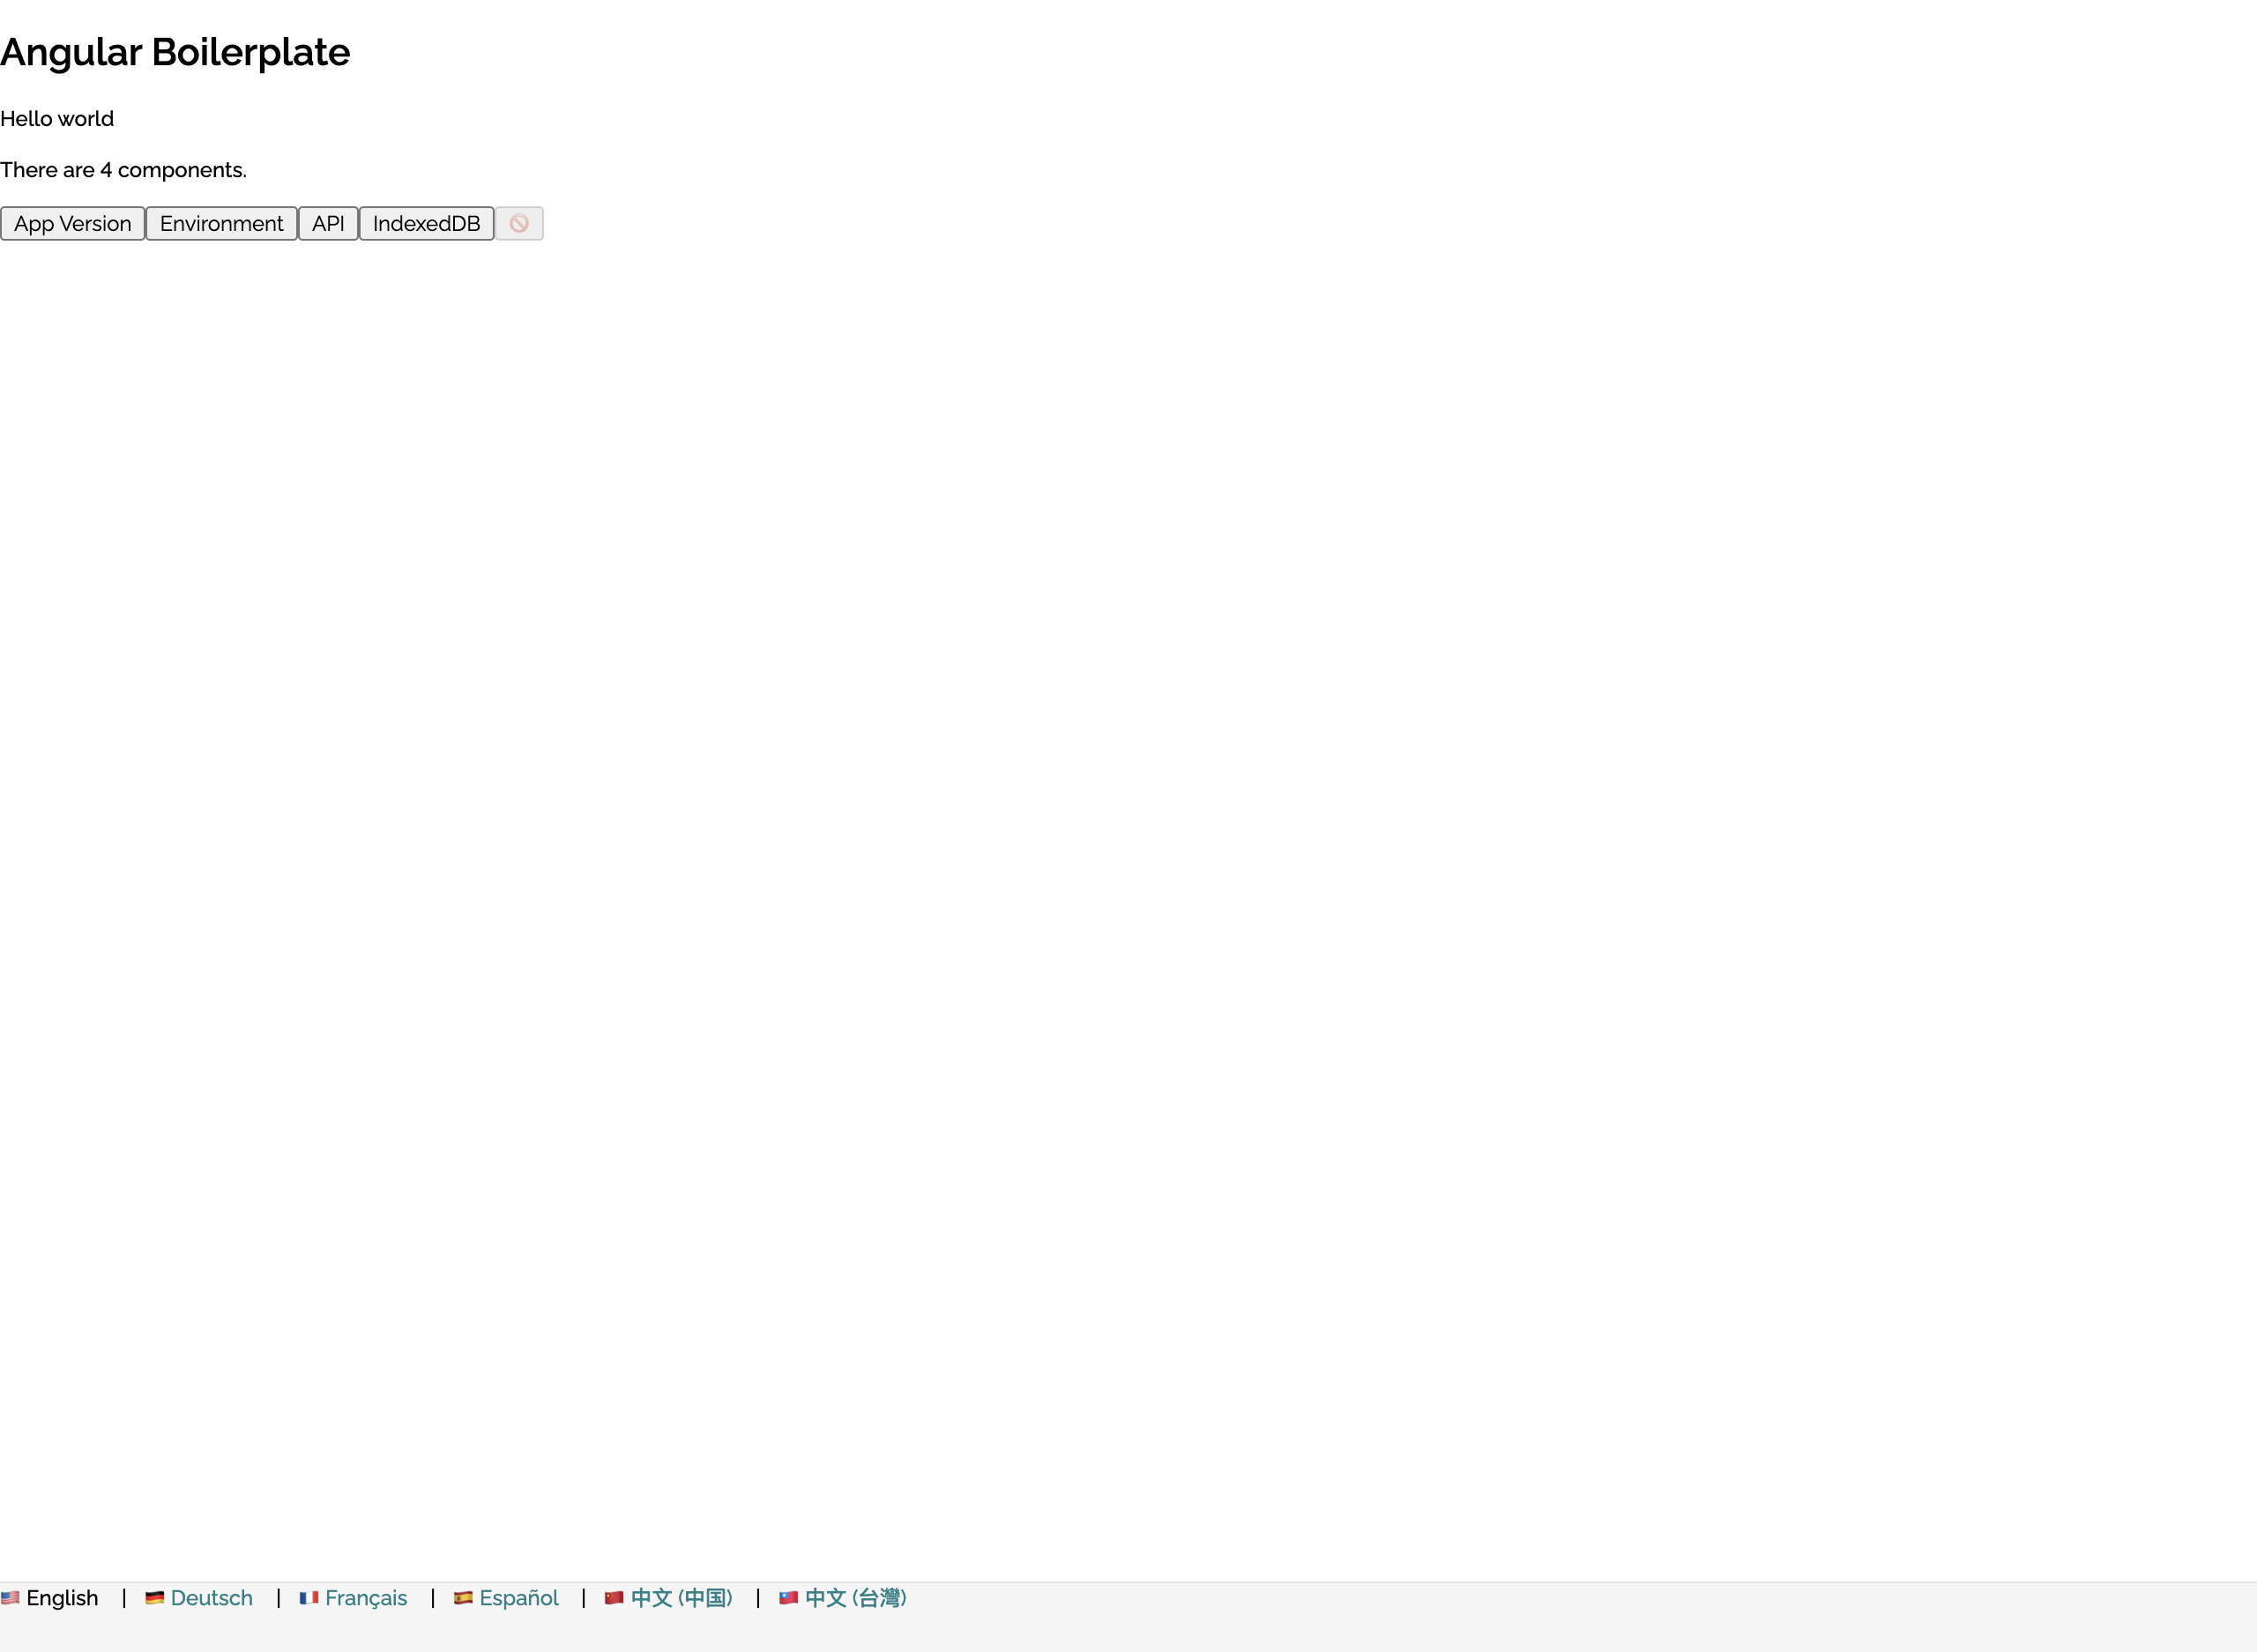 Angular Boilerplate
Hello world
There are 4 components.
App Version Environment API IndexedDB 🚫
🇺🇸 English | 🇩🇪 Deutsch | 🇫🇷 Français | 🇪🇸 Español | 🇨🇳 中文 (中国) | 🇹🇼 中文 (台灣)